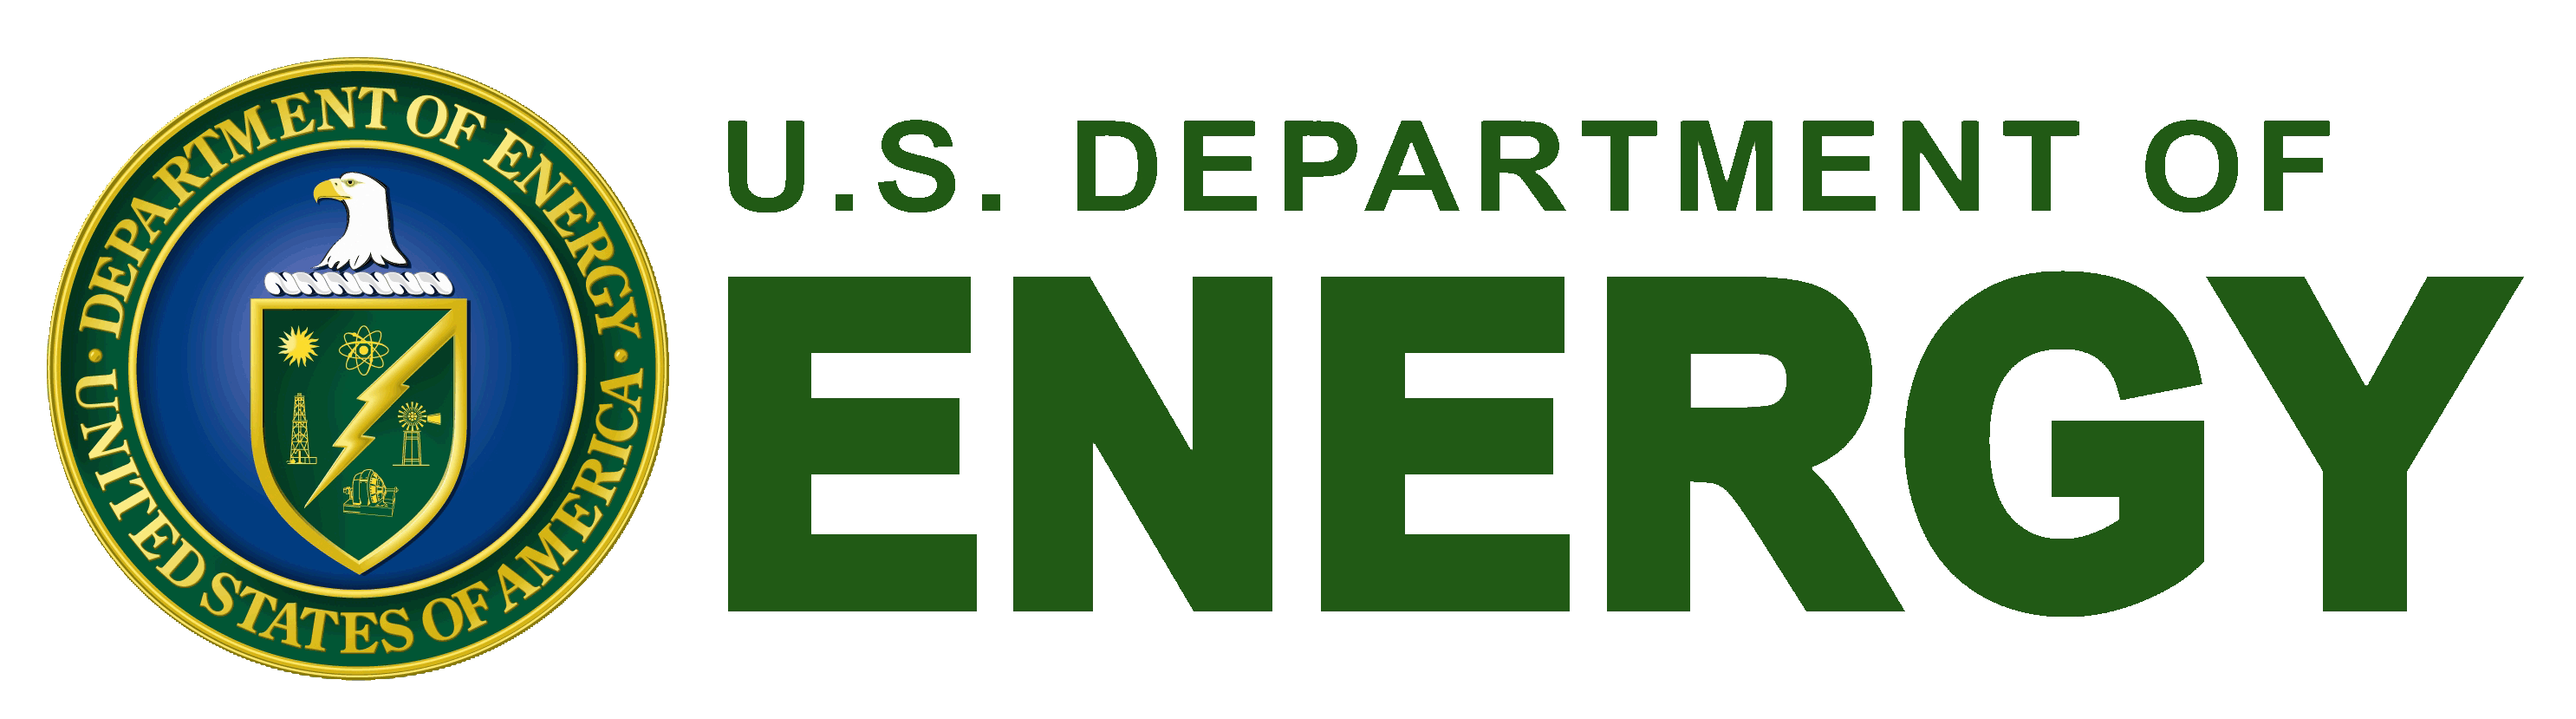 DEPARTMENT OF ENERGY
UNITED STATES OF AMERICA
U.S. DEPARTMENT OF
ENERGY